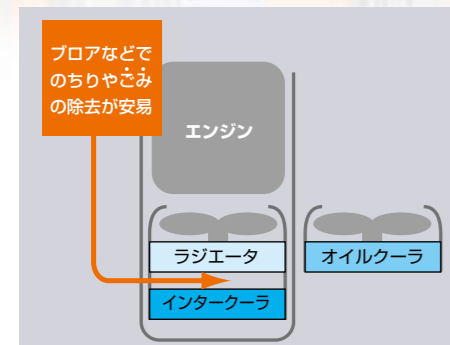 ブロアなどで
のちりやごみ
の除去が安易
エンジン
ラジエータ
オイルクーラ
インタークーラ